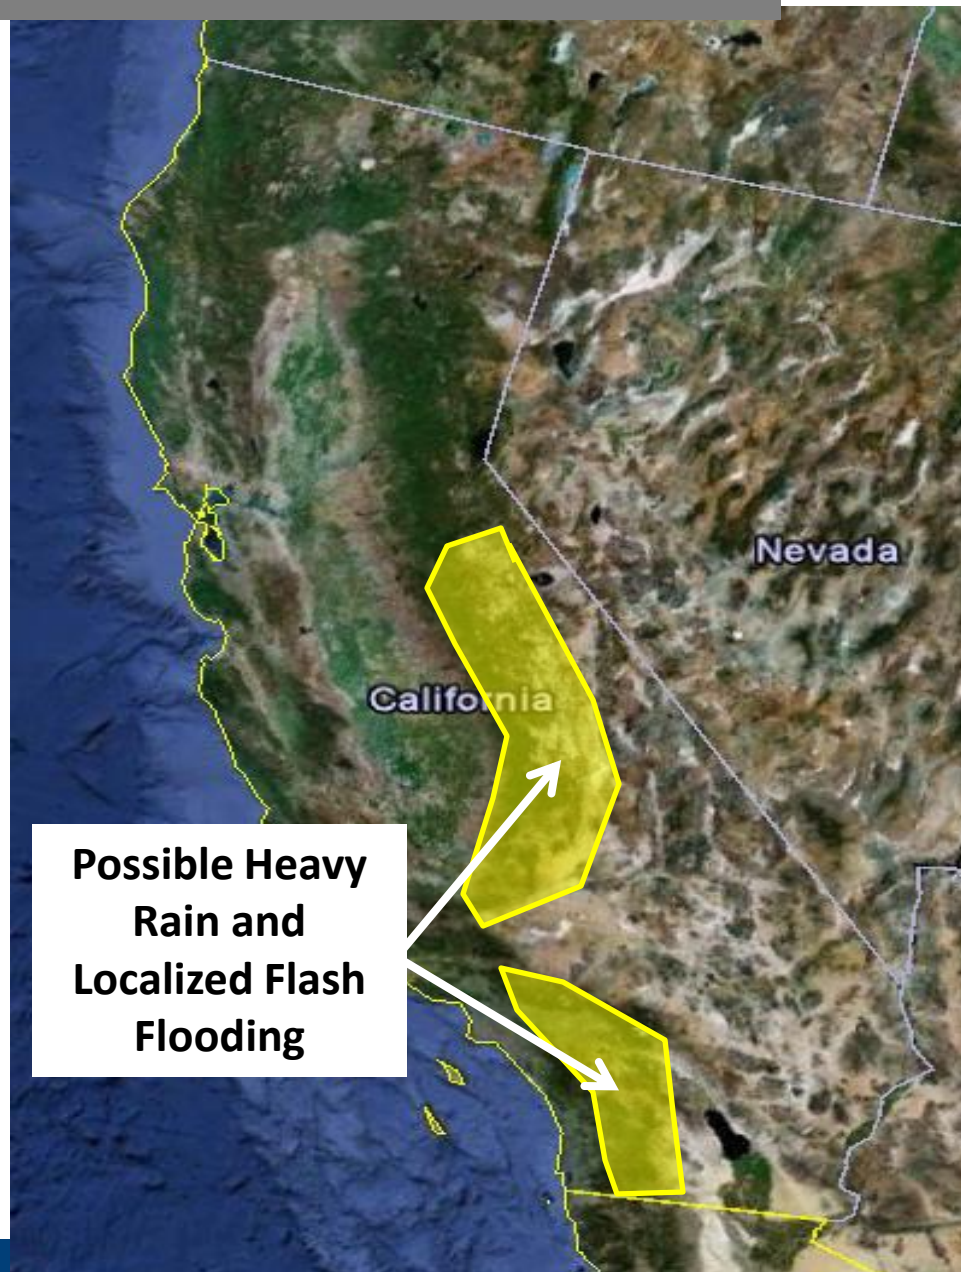 Nevada
California
Possible Heavy
Rain and
Localized Flash
Flooding